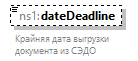 ns1:dateDeadline
Крайняя дата выгрузки
документа из СЭДО